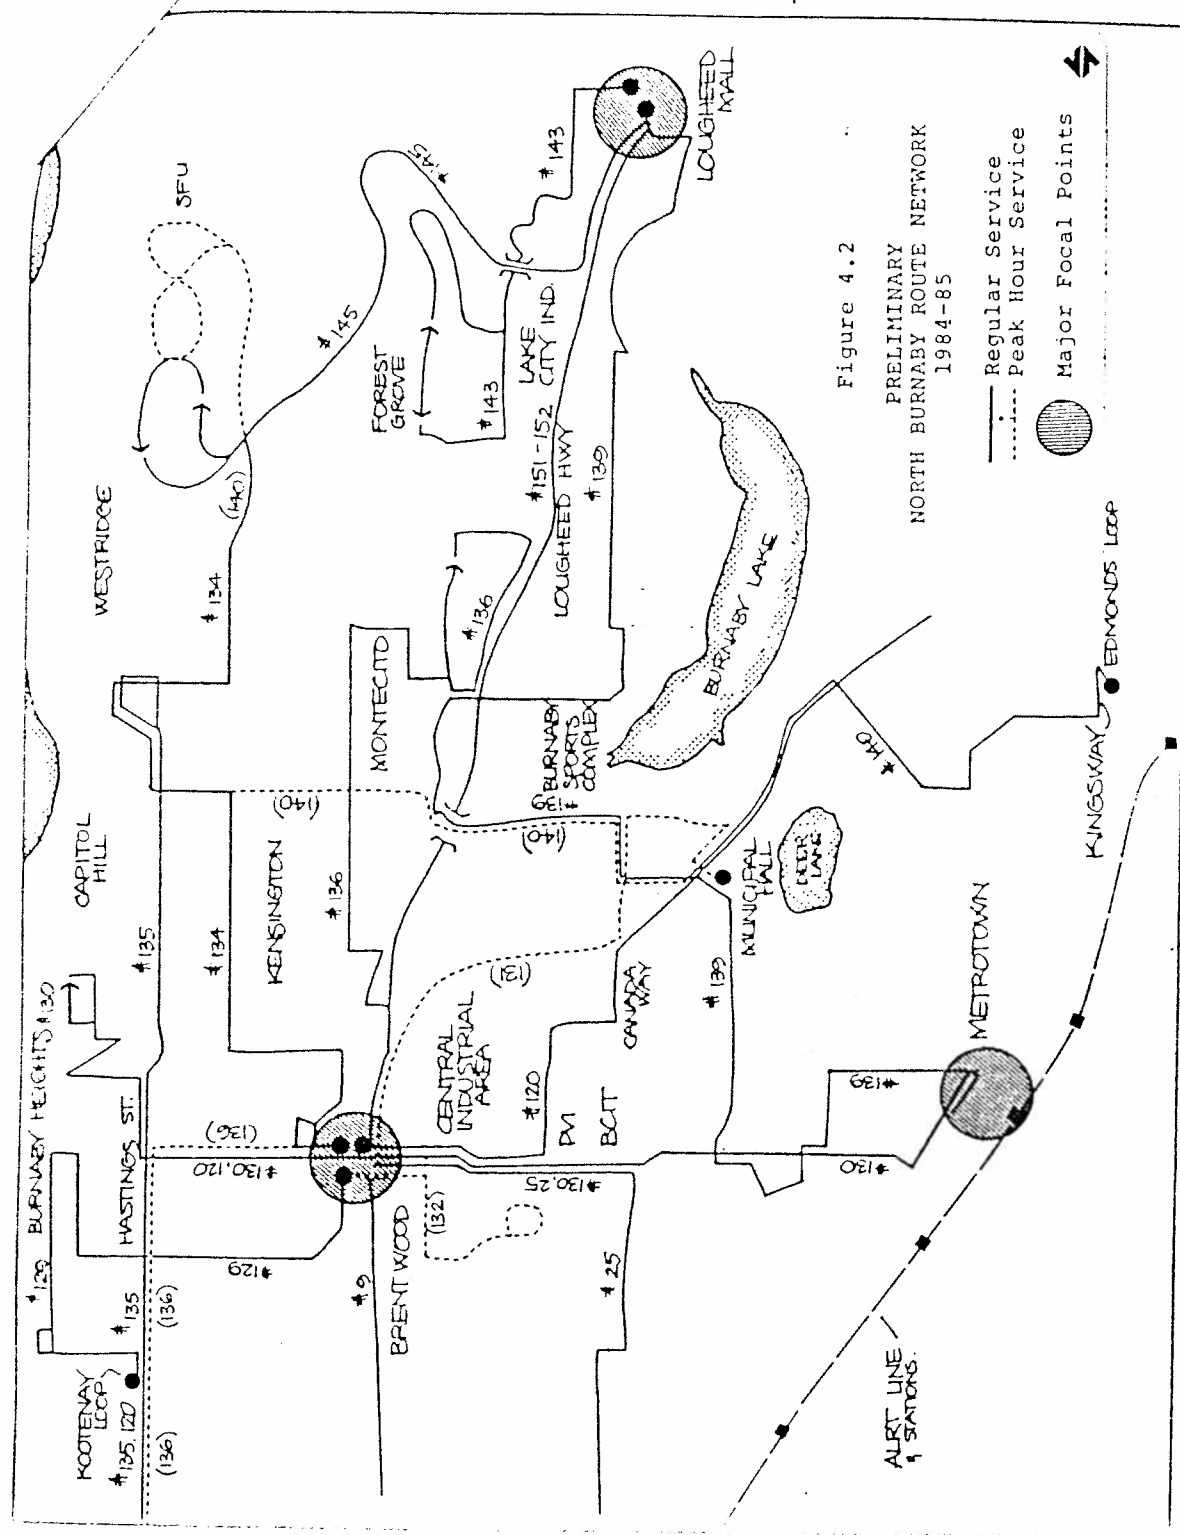 SFU
WESTRIDGE
CAPITOL
HILL
BURNABY HEIGHTS
#130
#129
HASTINGS ST.
KOOTENAY
LOOP
#135,120
(136)
#135
(136)
#129
#130,120
(136)
#135
#134
KENSINGTON
(140)
#134
(140)
#145
#145
#143
LOUGHEED
MALL
FOREST
GROVE
#143
LAKE
CITY IND.
#151-152
LOUGHEED HWY
#139
#136
MONTECITO
#136
BURNABY
SPORTS
COMPLEX
#139
(140)
(131)
CENTRAL
INDUSTRIAL
AREA
#120
BCIT
CANADA
WAY
#139
MUNICIPAL
HALL
DEER
LAKE
BURNABY LAKE
#140
EDMONDS LOOP
KINGSWAY
METROTOWN
#139
#130
#130,25
#25
(132)
BRENTWOOD
#9
ALRT LINE
& STATIONS.
Figure 4.2
PRELIMINARY
NORTH BURNABY ROUTE NETWORK
1984-85
Regular Service
Peak Hour Service
Major Focal Points